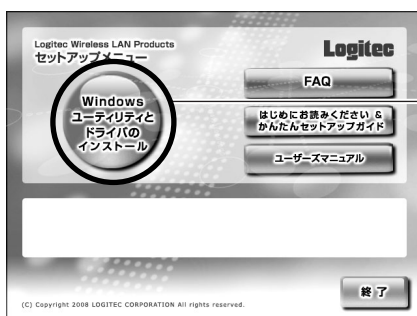 Logitec Wireless LAN Products
セットアップメニュー
Logitec
Windows
ユーティリティと
ドライバの
インストール
FAQ
はじめにお読みください &
かんたんセットアップガイド
ユーザーズマニュアル
終了
(C) Copyright 2008 LOGITEC CORPORATION All rights reserved.